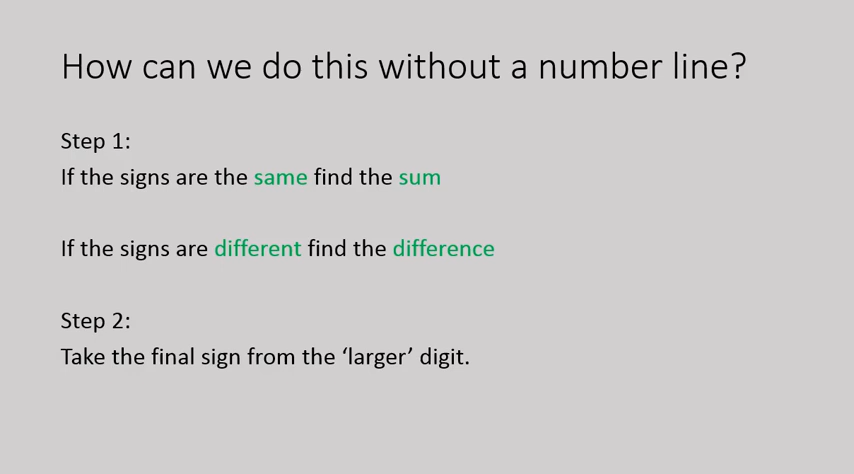 How can we do this without a number line?
Step 1:
If the signs are the same find the sum
If the signs are different find the difference
Step 2:
Take the final sign from the ‘larger’ digit.